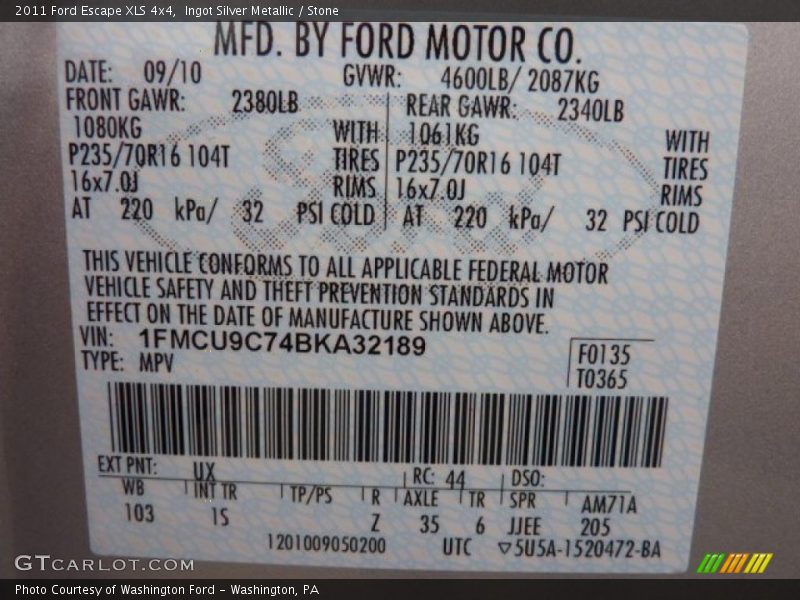 2011 Ford Escape XLS 4x4, Ingot Silver Metallic / Stone
MFD. BY FORD MOTOR CO.
DATE: 09/10 GVWR: 4600LB/ 2087KG
FRONT GAWR: 2380LB REAR GAWR: 2340LB
1080KG WITH 1061KG WITH
P235/70R16 104T TIRES P235/70R16 104T TIRES
16x7.0J RIMS 16x7.0J RIMS
AT 220 kPa/ 32 PSI COLD AT 220 kPa/ 32 PSI COLD
THIS VEHICLE CONFORMS TO ALL APPLICABLE FEDERAL MOTOR
VEHICLE SAFETY AND THEFT PREVENTION STANDARDS IN
EFFECT ON THE DATE OF MANUFACTURE SHOWN ABOVE.
VIN: 1FMCU9C74BKA32189
TYPE: MPV
F0135
T0365
EXT PNT: UX RC: 44 DSO:
WB INT TR TP/PS R AXLE TR SPR AM71A
103 1S Z 35 6 JJEE 205
1201009050200 UTC ▽5U5A-1520472-BA
GTCARLOT.COM
Photo Courtesy of Washington Ford - Washington, PA